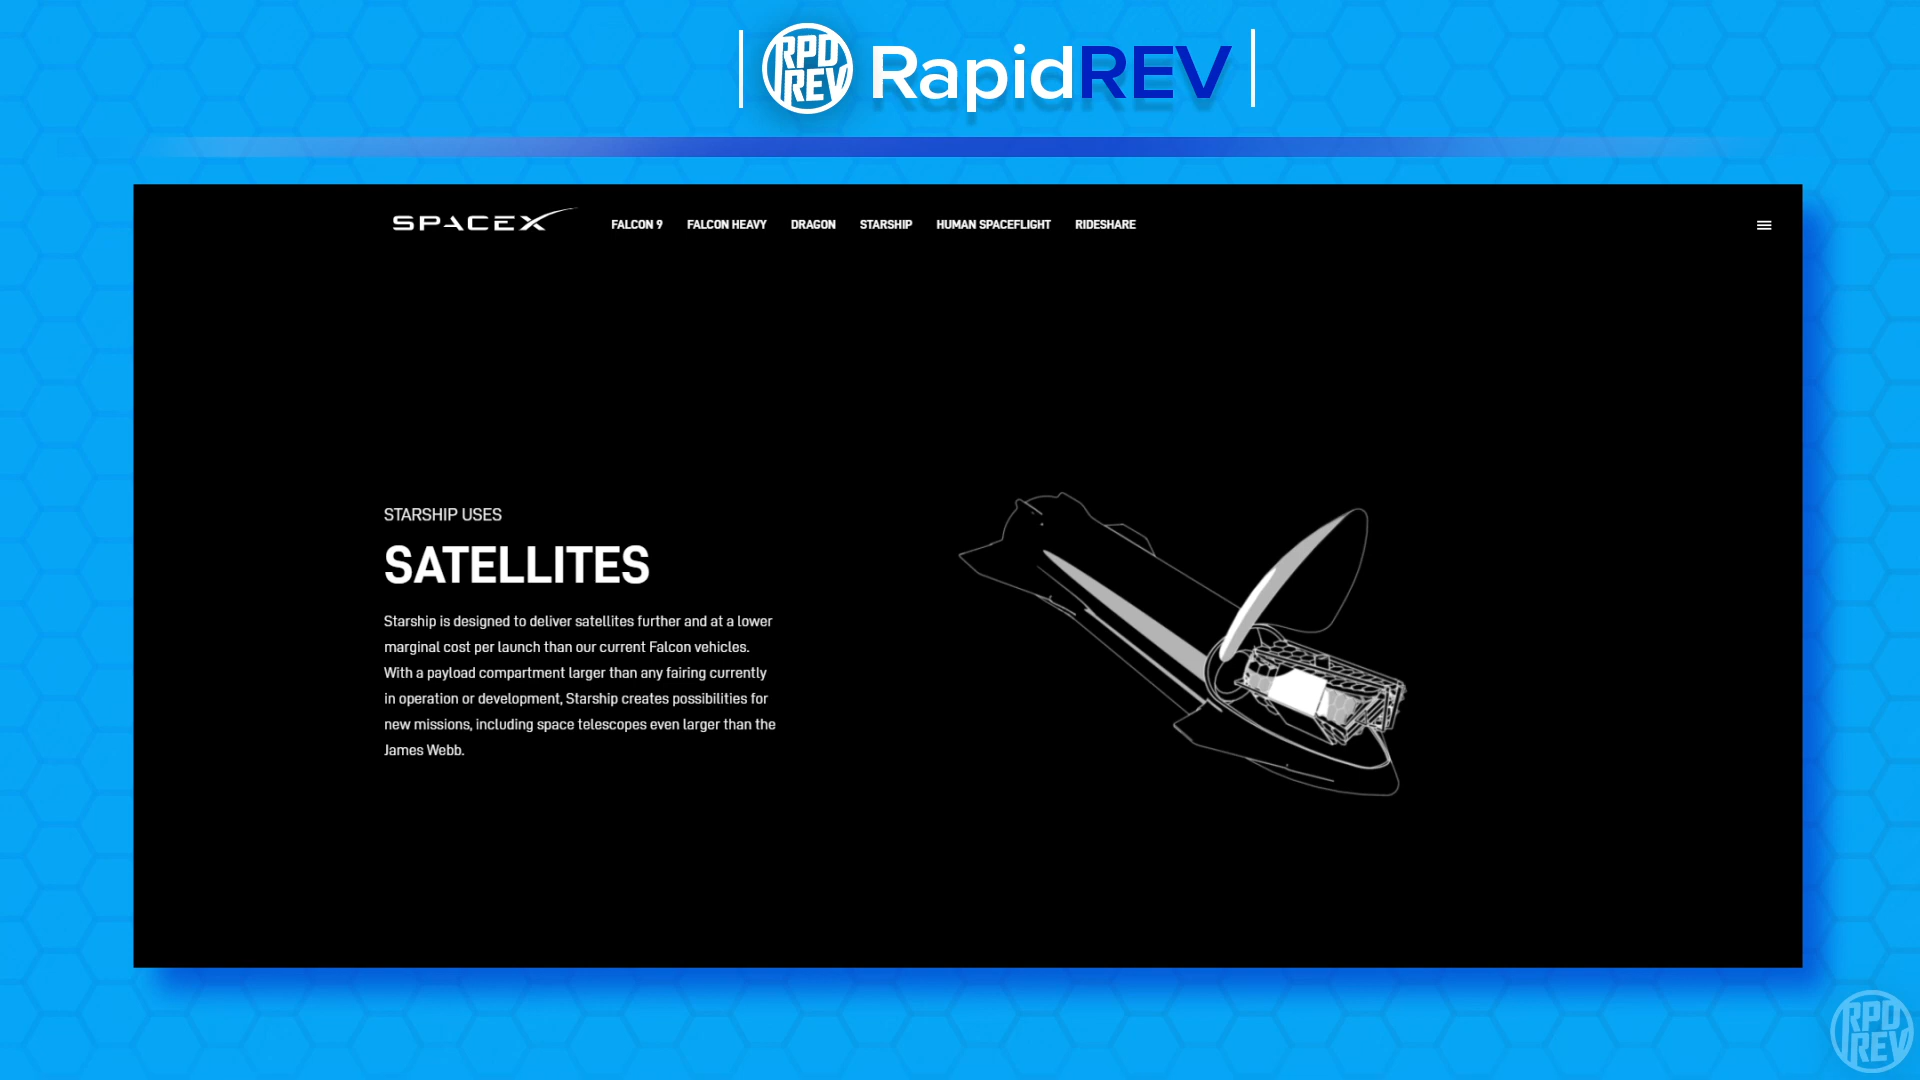 RPD REV RapidREV
SPACEX FALCON 9 FALCON HEAVY DRAGON STARSHIP HUMAN SPACEFLIGHT RIDESHARE
STARSHIP USES
SATELLITES
Starship is designed to deliver satellites further and at a lower
marginal cost per launch than our current Falcon vehicles.
With a payload compartment larger than any fairing currently
in operation or development, Starship creates possibilities for
new missions, including space telescopes even larger than the
James Webb.
RPD REV